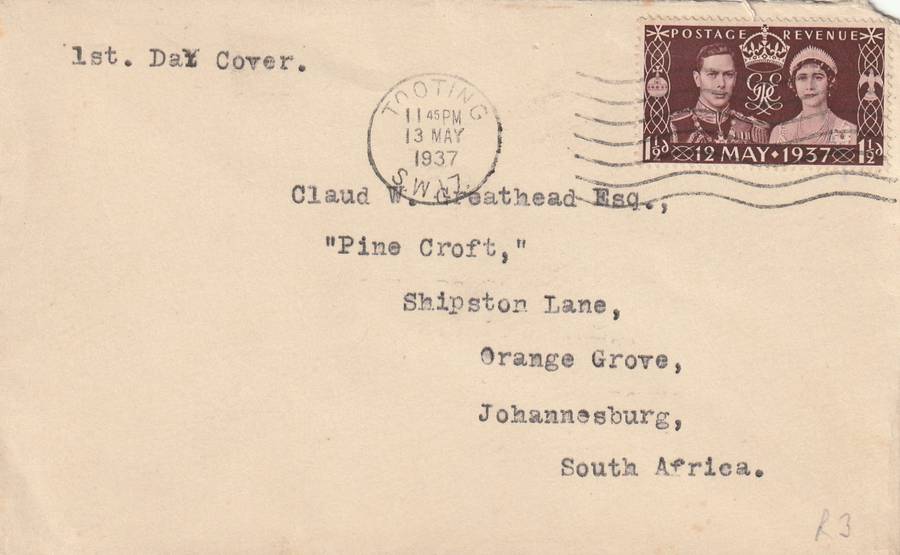 1st. Day Cover.
POSTAGE REVENUE
1½d 12 MAY · 1937 · 1½d
TOOTING
11 45 PM
13 MAY
1937
S.W.17.
Claud W. Greathead Esq.,
"Pine Croft,"
Shipston Lane,
Orange Grove,
Johannesburg,
South Africa.
R3